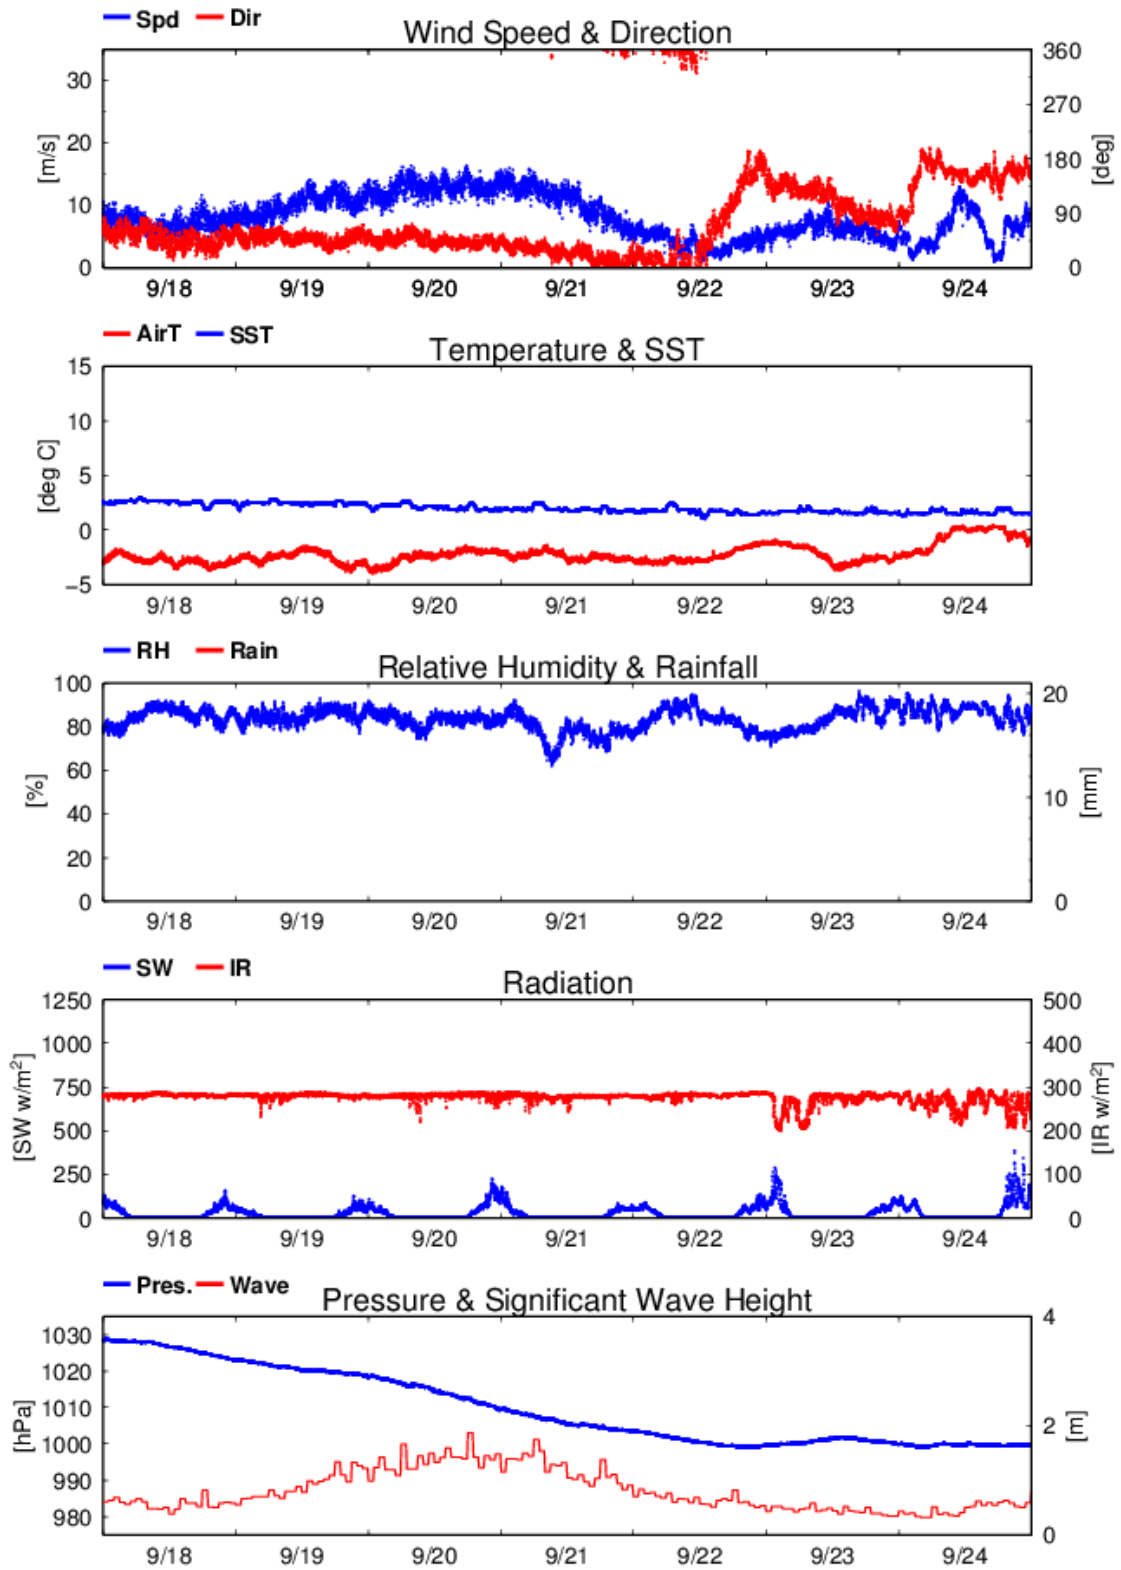 Spd Dir
Wind Speed & Direction
30
20
10
0
[m/s]
360
270
180
90
0
[deg]
9/18 9/19 9/20 9/21 9/22 9/23 9/24
AirT SST
Temperature & SST
15
10
5
0
−5
[deg C]
9/18 9/19 9/20 9/21 9/22 9/23 9/24
RH Rain
Relative Humidity & Rainfall
100
80
60
40
20
0
[%]
20
10
0
[mm]
9/18 9/19 9/20 9/21 9/22 9/23 9/24
SW IR
Radiation
1250
1000
750
500
250
0
[SW w/m²]
500
400
300
200
100
0
[IR w/m²]
9/18 9/19 9/20 9/21 9/22 9/23 9/24
Pres. Wave
Pressure & Significant Wave Height
1030
1020
1010
1000
990
980
[hPa]
4
2
0
[m]
9/18 9/19 9/20 9/21 9/22 9/23 9/24